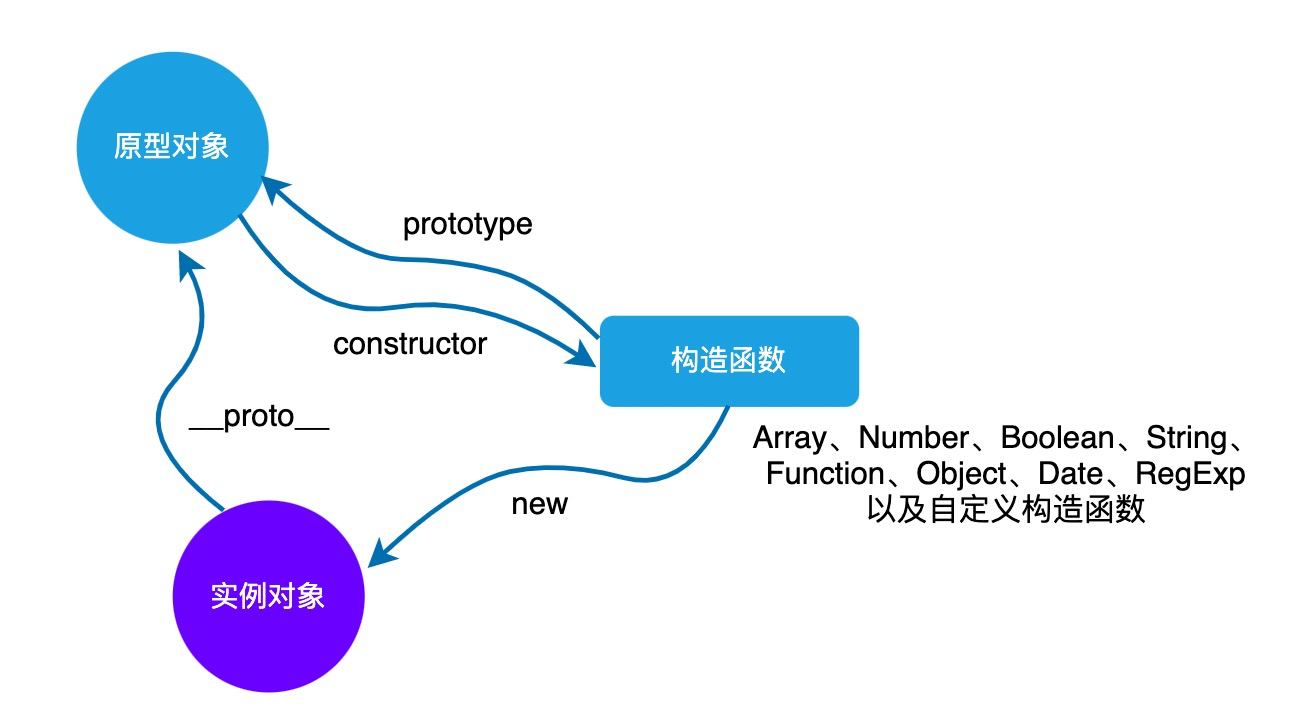 原型对象
prototype
constructor
构造函数
__proto__
Array、Number、Boolean、String、
Function、Object、Date、RegExp
以及自定义构造函数
new
实例对象